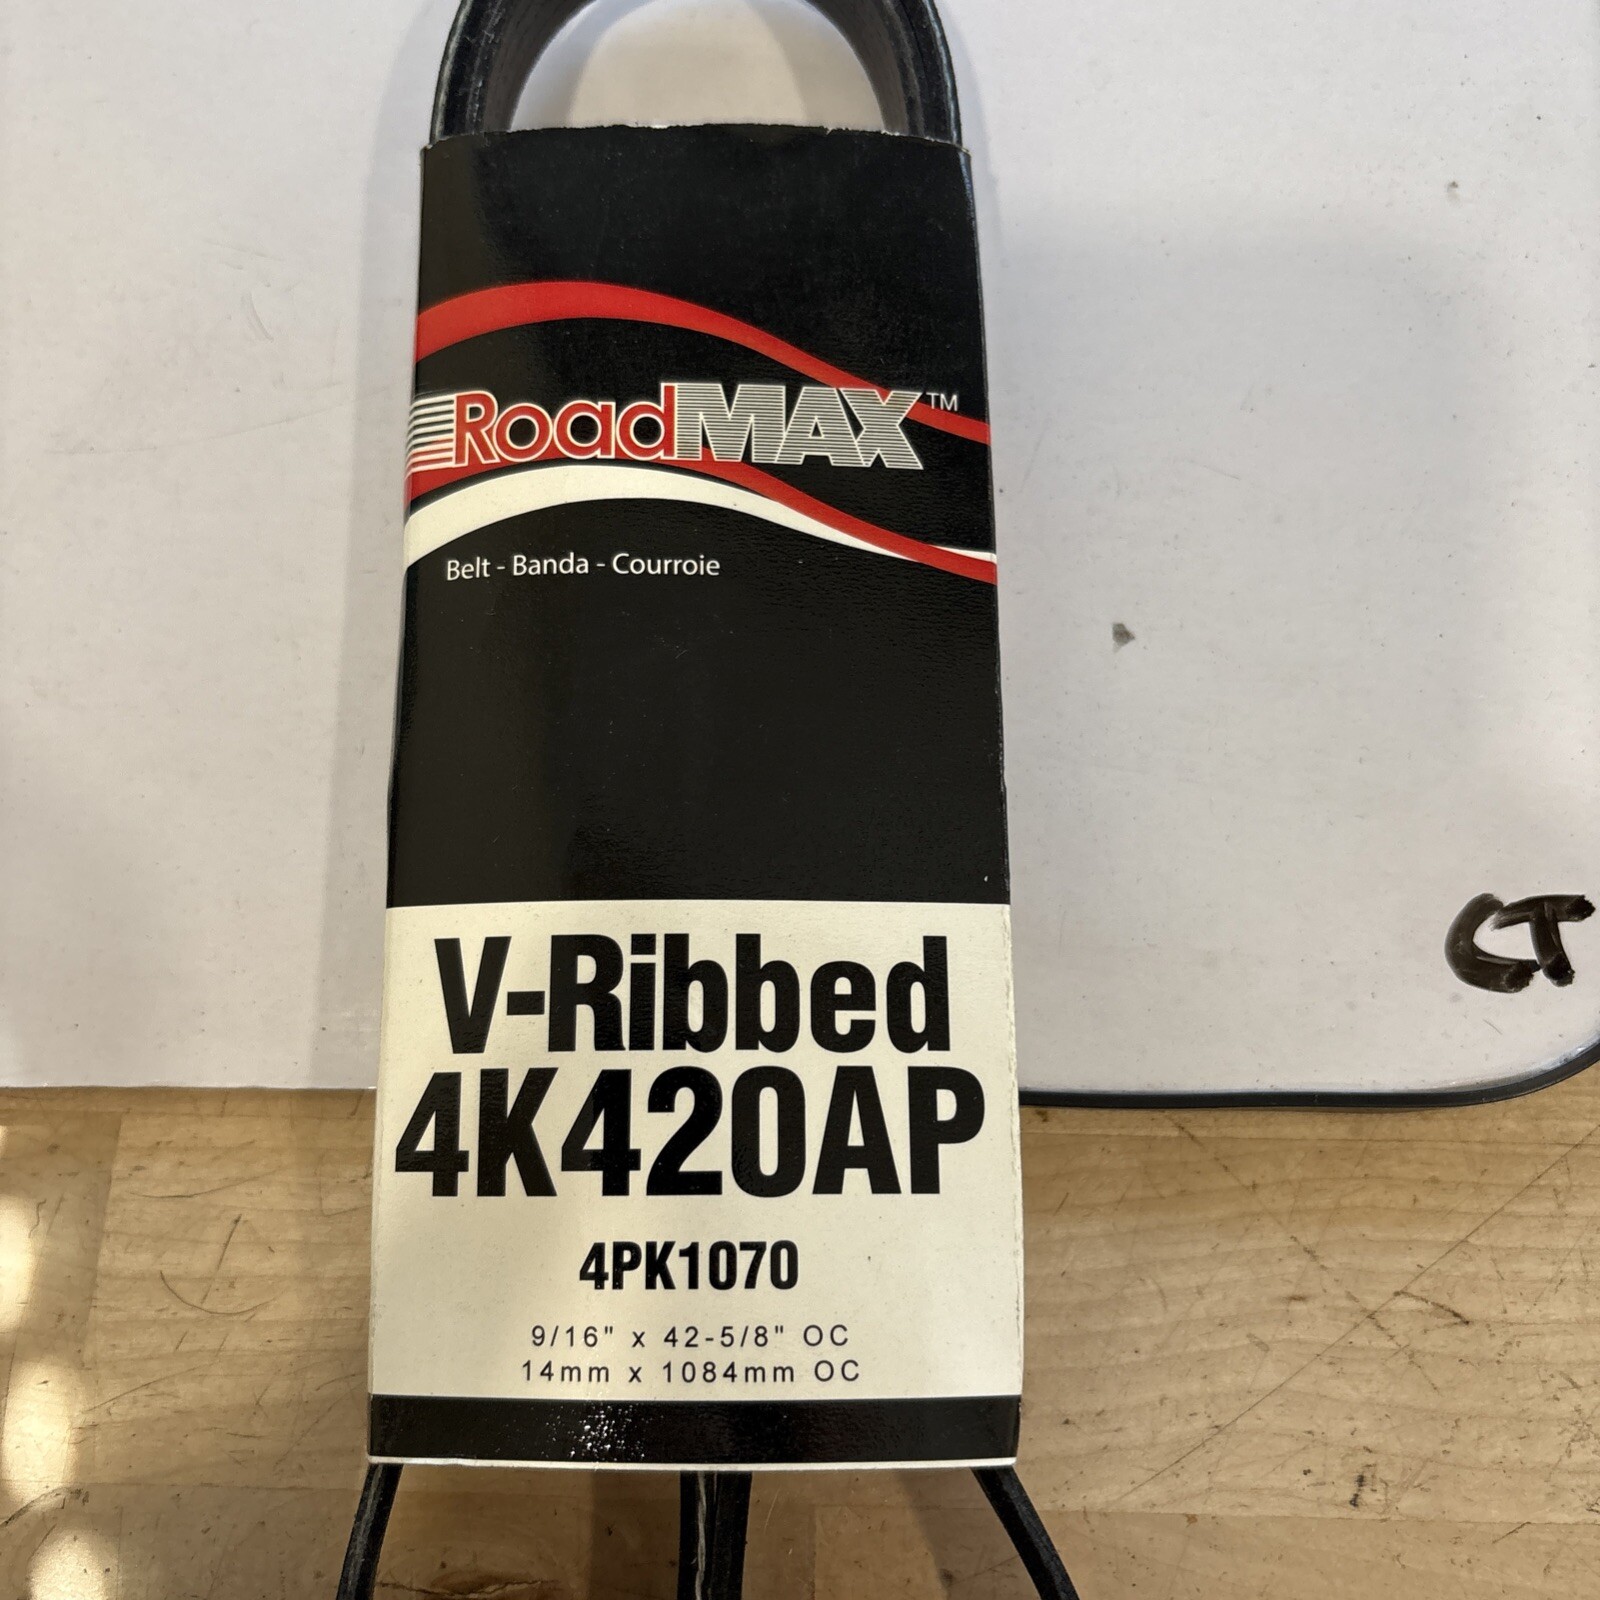 RoadMAX™
Belt - Banda - Courroie
CT
V-Ribbed
4K420AP
4PK1070
9/16" x 42-5/8" OC
14mm x 1084mm OC